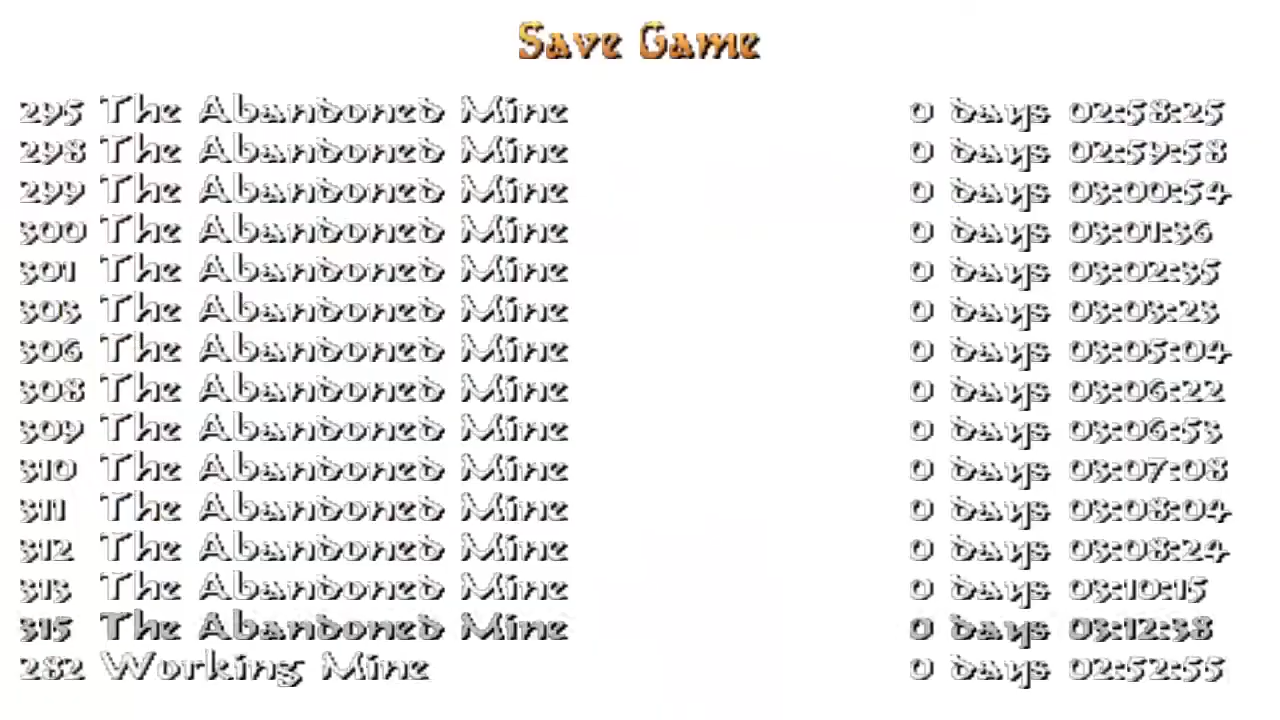 Save Game
295 The Abandoned Mine 0 days 02:58:25
298 The Abandoned Mine 0 days 02:59:58
299 The Abandoned Mine 0 days 03:00:54
300 The Abandoned Mine 0 days 03:01:36
301 The Abandoned Mine 0 days 03:02:35
303 The Abandoned Mine 0 days 03:03:23
306 The Abandoned Mine 0 days 03:05:04
308 The Abandoned Mine 0 days 03:06:22
309 The Abandoned Mine 0 days 03:06:53
310 The Abandoned Mine 0 days 03:07:08
311 The Abandoned Mine 0 days 03:08:04
312 The Abandoned Mine 0 days 03:08:24
313 The Abandoned Mine 0 days 03:10:15
315 The Abandoned Mine 0 days 03:12:38
282 Working Mine 0 days 02:52:55